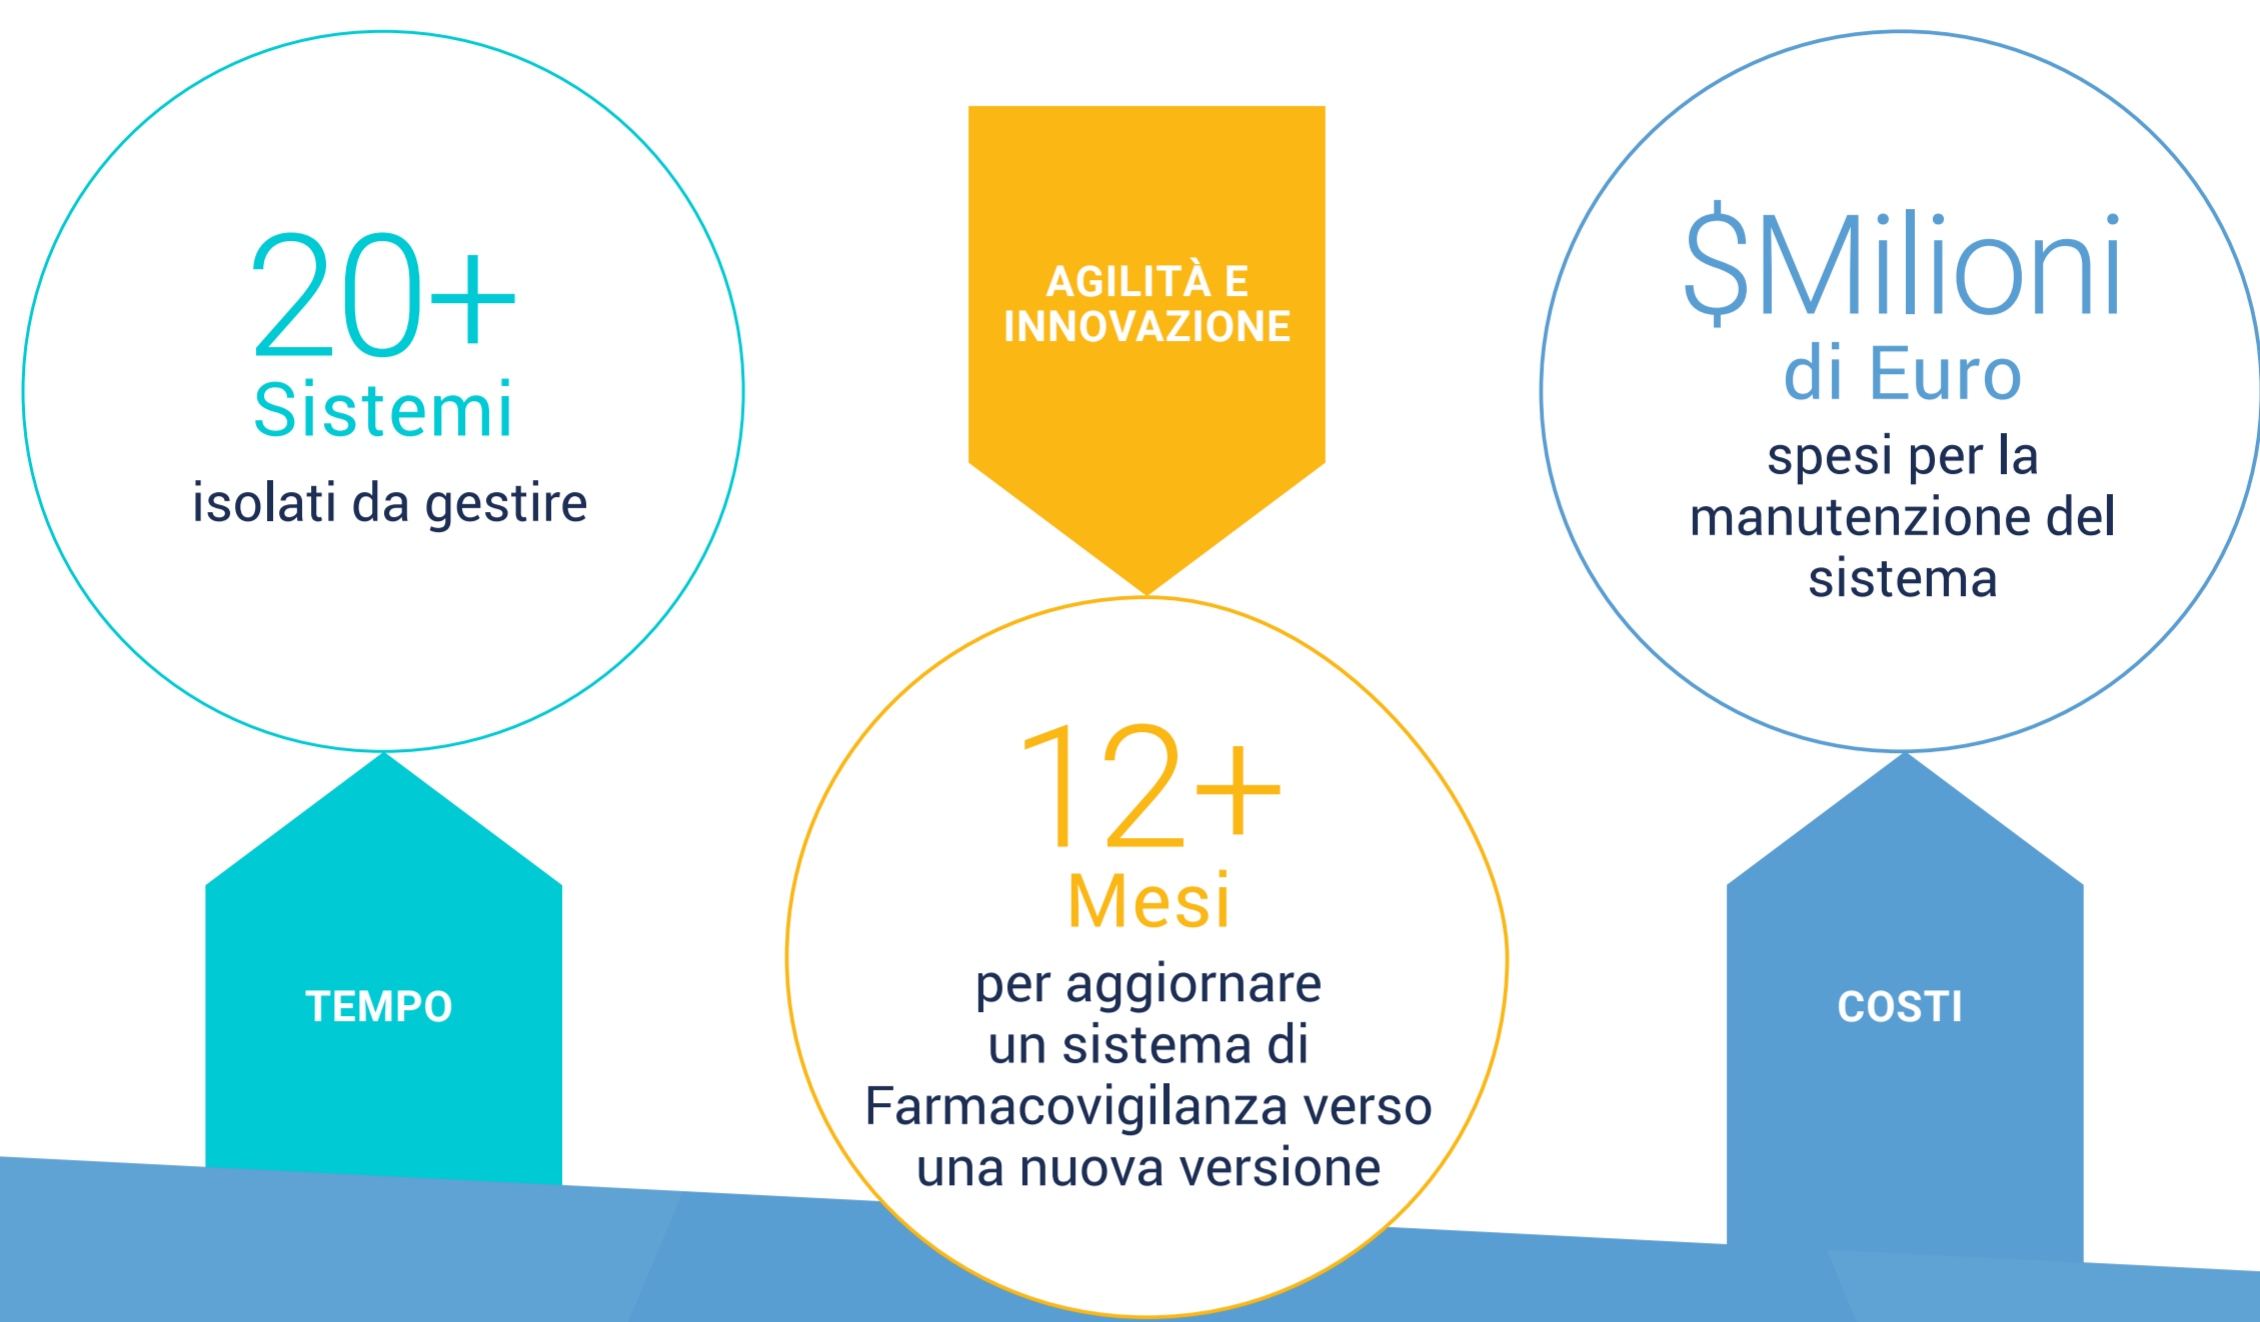 20+
Sistemi
isolati da gestire
TEMPO
AGILITÀ E
INNOVAZIONE
12+
Mesi
per aggiornare
un sistema di
Farmacovigilanza verso
una nuova versione
$Milioni
di Euro
spesi per la
manutenzione del
sistema
COSTI